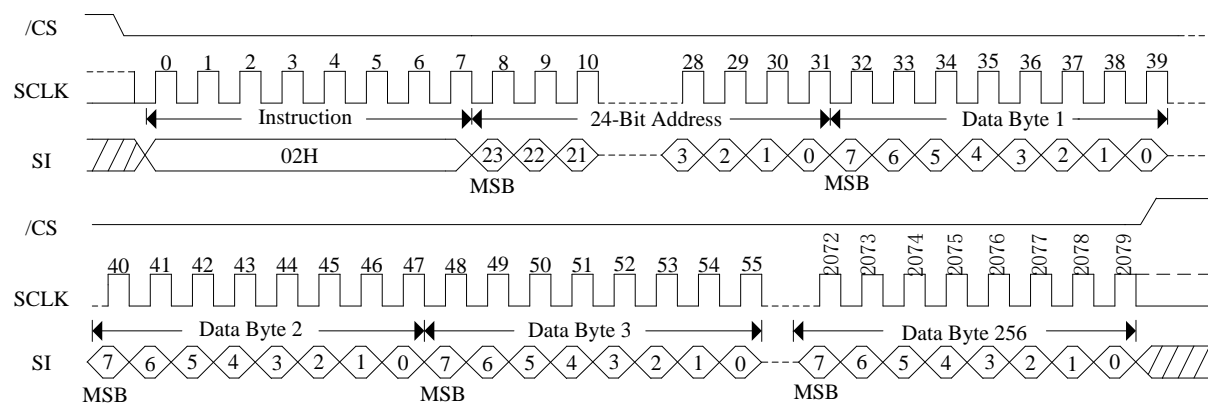 /CS
0 1 2 3 4 5 6 7 8 9 10 28 29 30 31 32 33 34 35 36 37 38 39
SCLK
Instruction 24-Bit Address Data Byte 1
SI 02H 23 22 21 3 2 1 0 7 6 5 4 3 2 1 0
MSB MSB
/CS
40 41 42 43 44 45 46 47 48 49 50 51 52 53 54 55 2072 2073 2074 2075 2076 2077 2078 2079
SCLK
Data Byte 2 Data Byte 3 Data Byte 256
SI 7 6 5 4 3 2 1 0 7 6 5 4 3 2 1 0 7 6 5 4 3 2 1 0
MSB MSB MSB